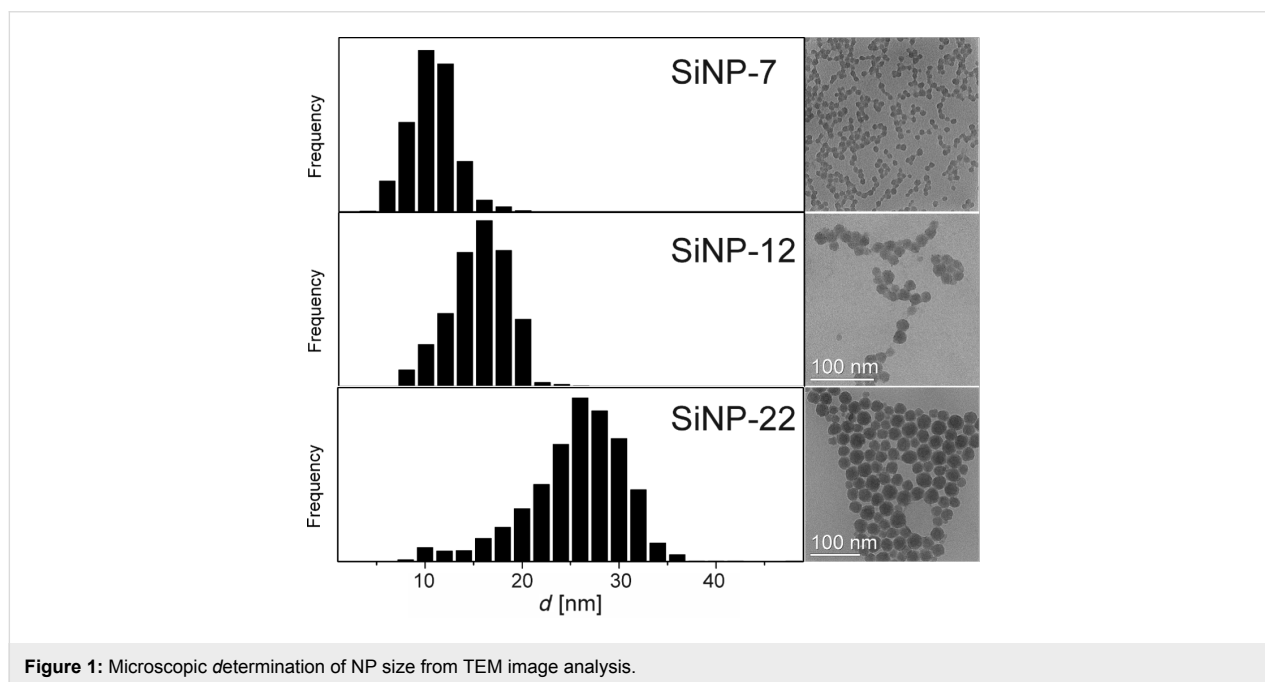 Frequency
SiNP-7
Frequency
SiNP-12
100 nm
Frequency
SiNP-22
100 nm
10 20 30 40
d [nm]
Figure 1: Microscopic determination of NP size from TEM image analysis.